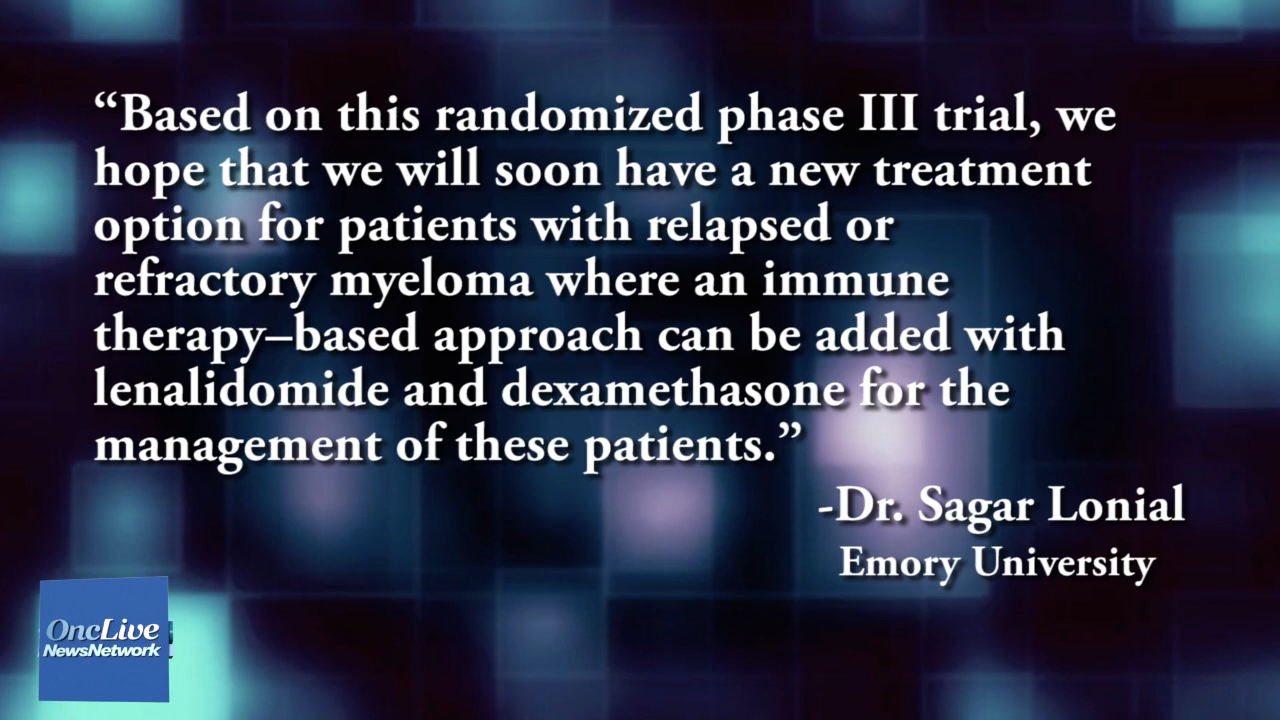 “Based on this randomized phase III trial, we
hope that we will soon have a new treatment
option for patients with relapsed or
refractory myeloma where an immune
therapy–based approach can be added with
lenalidomide and dexamethasone for the
management of these patients.”
-Dr. Sagar Lonial
Emory University
OncLive
NewsNetwork